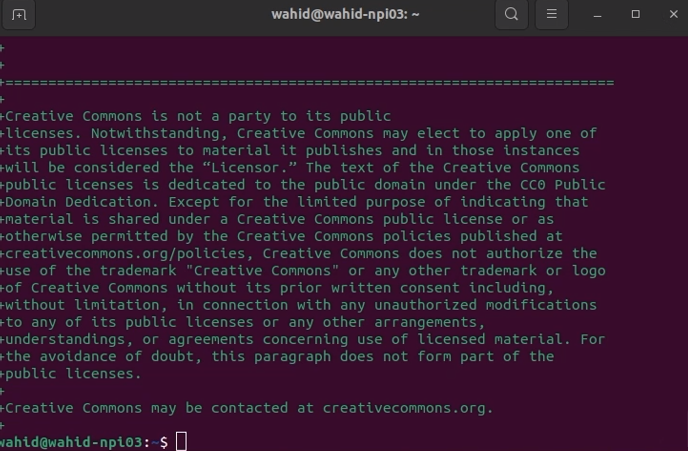 wahid@wahid-npi03: ~
+
+
+=======================================================================
+
+Creative Commons is not a party to its public
+licenses. Notwithstanding, Creative Commons may elect to apply one of
+its public licenses to material it publishes and in those instances
+will be considered the “Licensor.” The text of the Creative Commons
+public licenses is dedicated to the public domain under the CC0 Public
+Domain Dedication. Except for the limited purpose of indicating that
+material is shared under a Creative Commons public license or as
+otherwise permitted by the Creative Commons policies published at
+creativecommons.org/policies, Creative Commons does not authorize the
+use of the trademark "Creative Commons" or any other trademark or logo
+of Creative Commons without its prior written consent including,
+without limitation, in connection with any unauthorized modifications
+to any of its public licenses or any other arrangements,
+understandings, or agreements concerning use of licensed material. For
+the avoidance of doubt, this paragraph does not form part of the
+public licenses.
+
+Creative Commons may be contacted at creativecommons.org.
+
wahid@wahid-npi03:~$